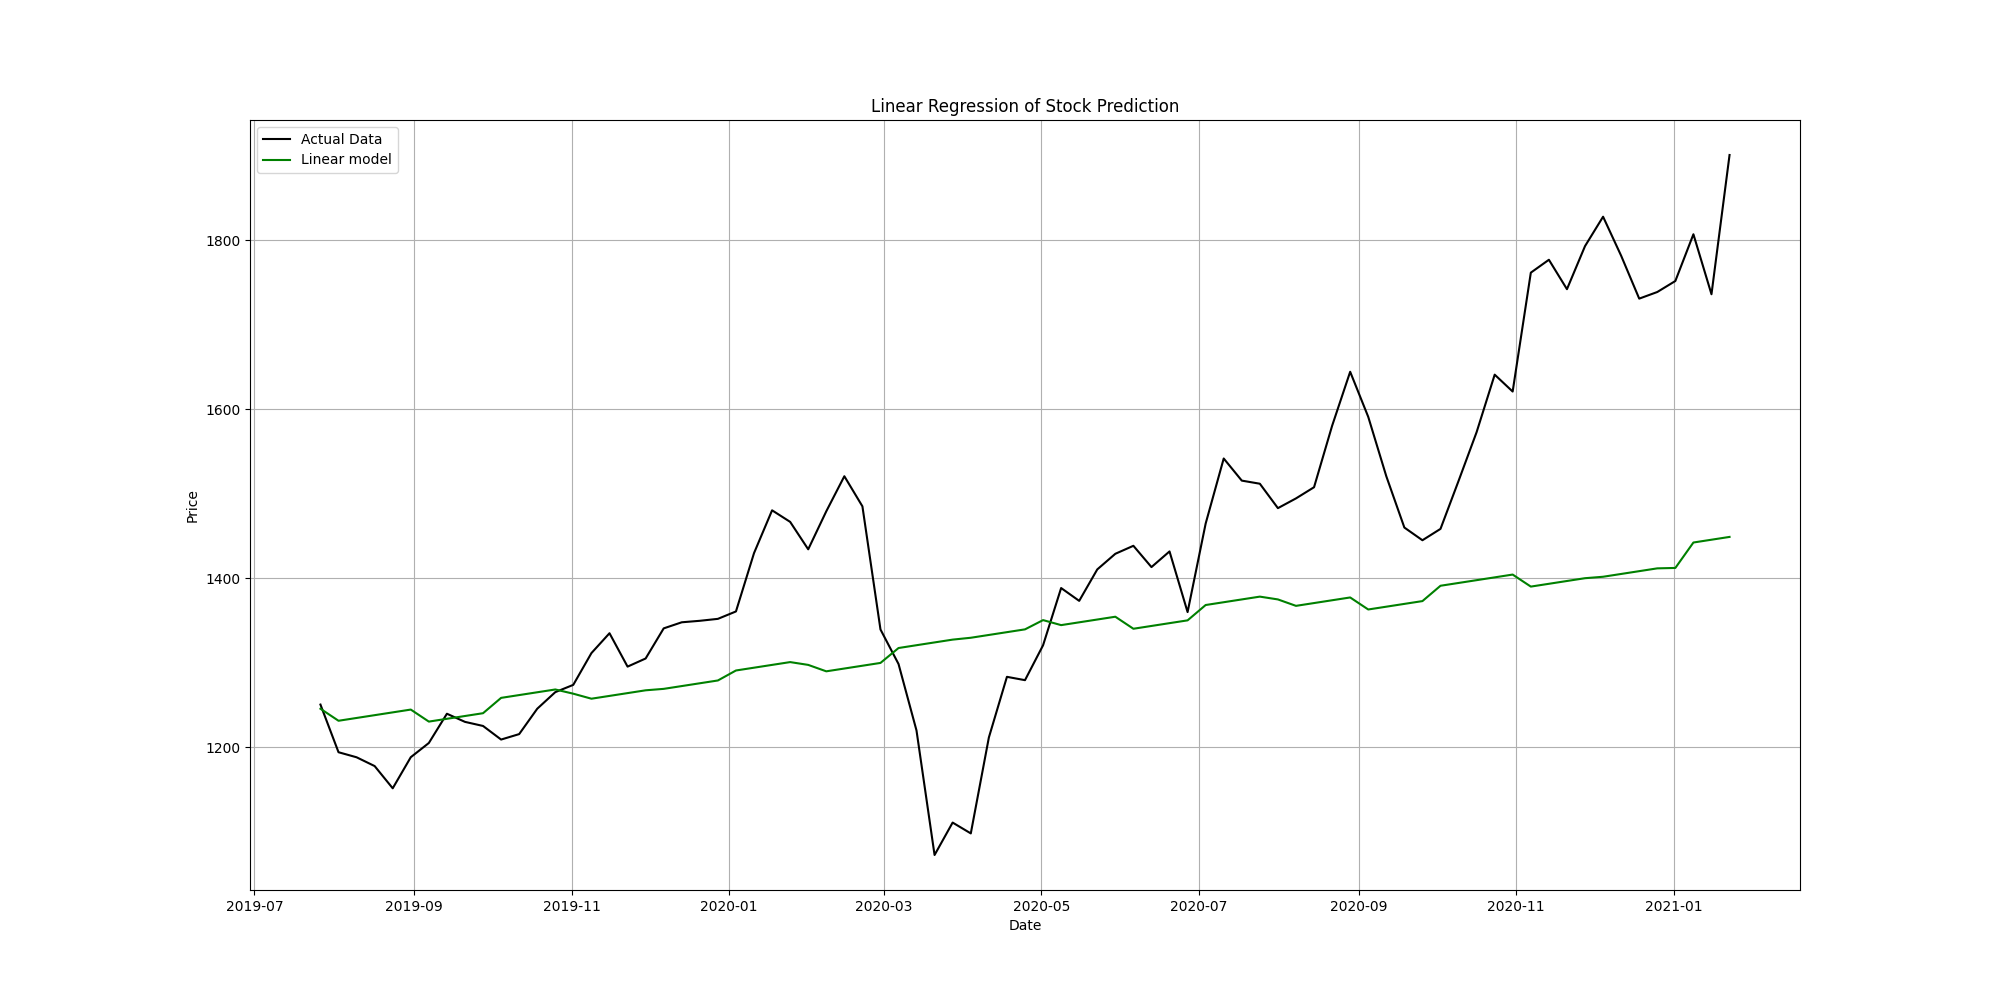 Linear Regression of Stock Prediction
Actual Data
Linear model
Price
1800
1600
1400
1200
2019-07 2019-09 2019-11 2020-01 2020-03 2020-05 2020-07 2020-09 2020-11 2021-01
Date